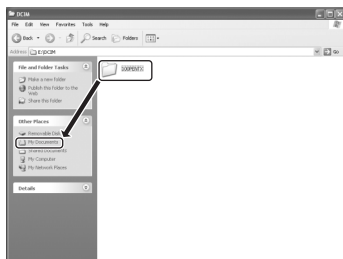 DCIM
File Edit View Favorites Tools Help
Back Search Folders
Address E:\DCIM Go
File and Folder Tasks
Make a new folder
Publish this folder to the
Web
Share this folder
100PENTX
Other Places
Removable Disk
My Documents
Shared Documents
My Computer
My Network Places
Details